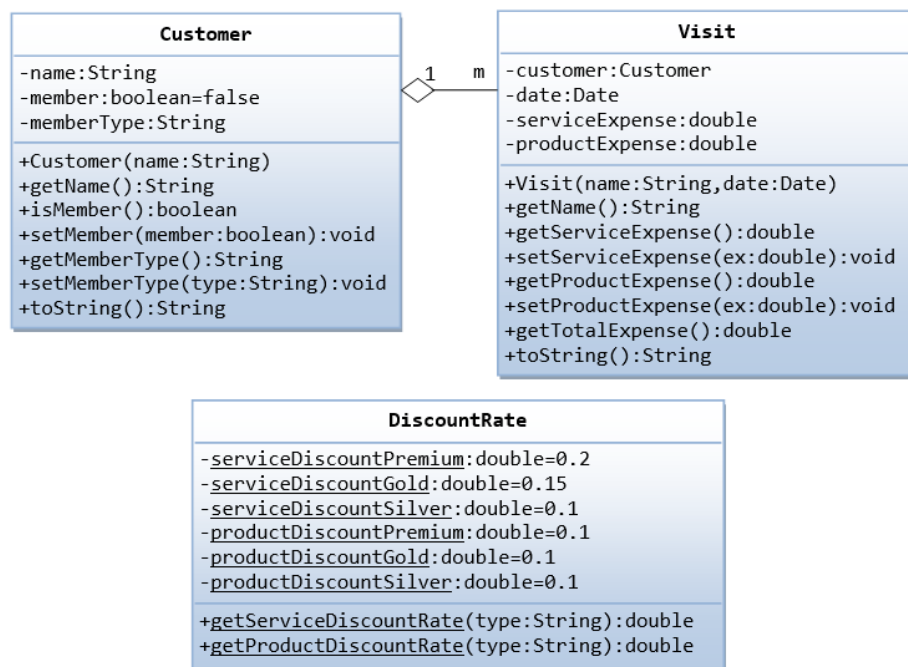 Customer
-name:String
-member:boolean=false
-memberType:String
+Customer(name:String)
+getName():String
+isMember():boolean
+setMember(member:boolean):void
+getMemberType():String
+setMemberType(type:String):void
+toString():String
1 m
Visit
-customer:Customer
-date:Date
-serviceExpense:double
-productExpense:double
+Visit(name:String,date:Date)
+getName():String
+getServiceExpense():double
+setServiceExpense(ex:double):void
+getProductExpense():double
+setProductExpense(ex:double):void
+getTotalExpense():double
+toString():String
DiscountRate
-serviceDiscountPremium:double=0.2
-serviceDiscountGold:double=0.15
-serviceDiscountSilver:double=0.1
-productDiscountPremium:double=0.1
-productDiscountGold:double=0.1
-productDiscountSilver:double=0.1
+getServiceDiscountRate(type:String):double
+getProductDiscountRate(type:String):double